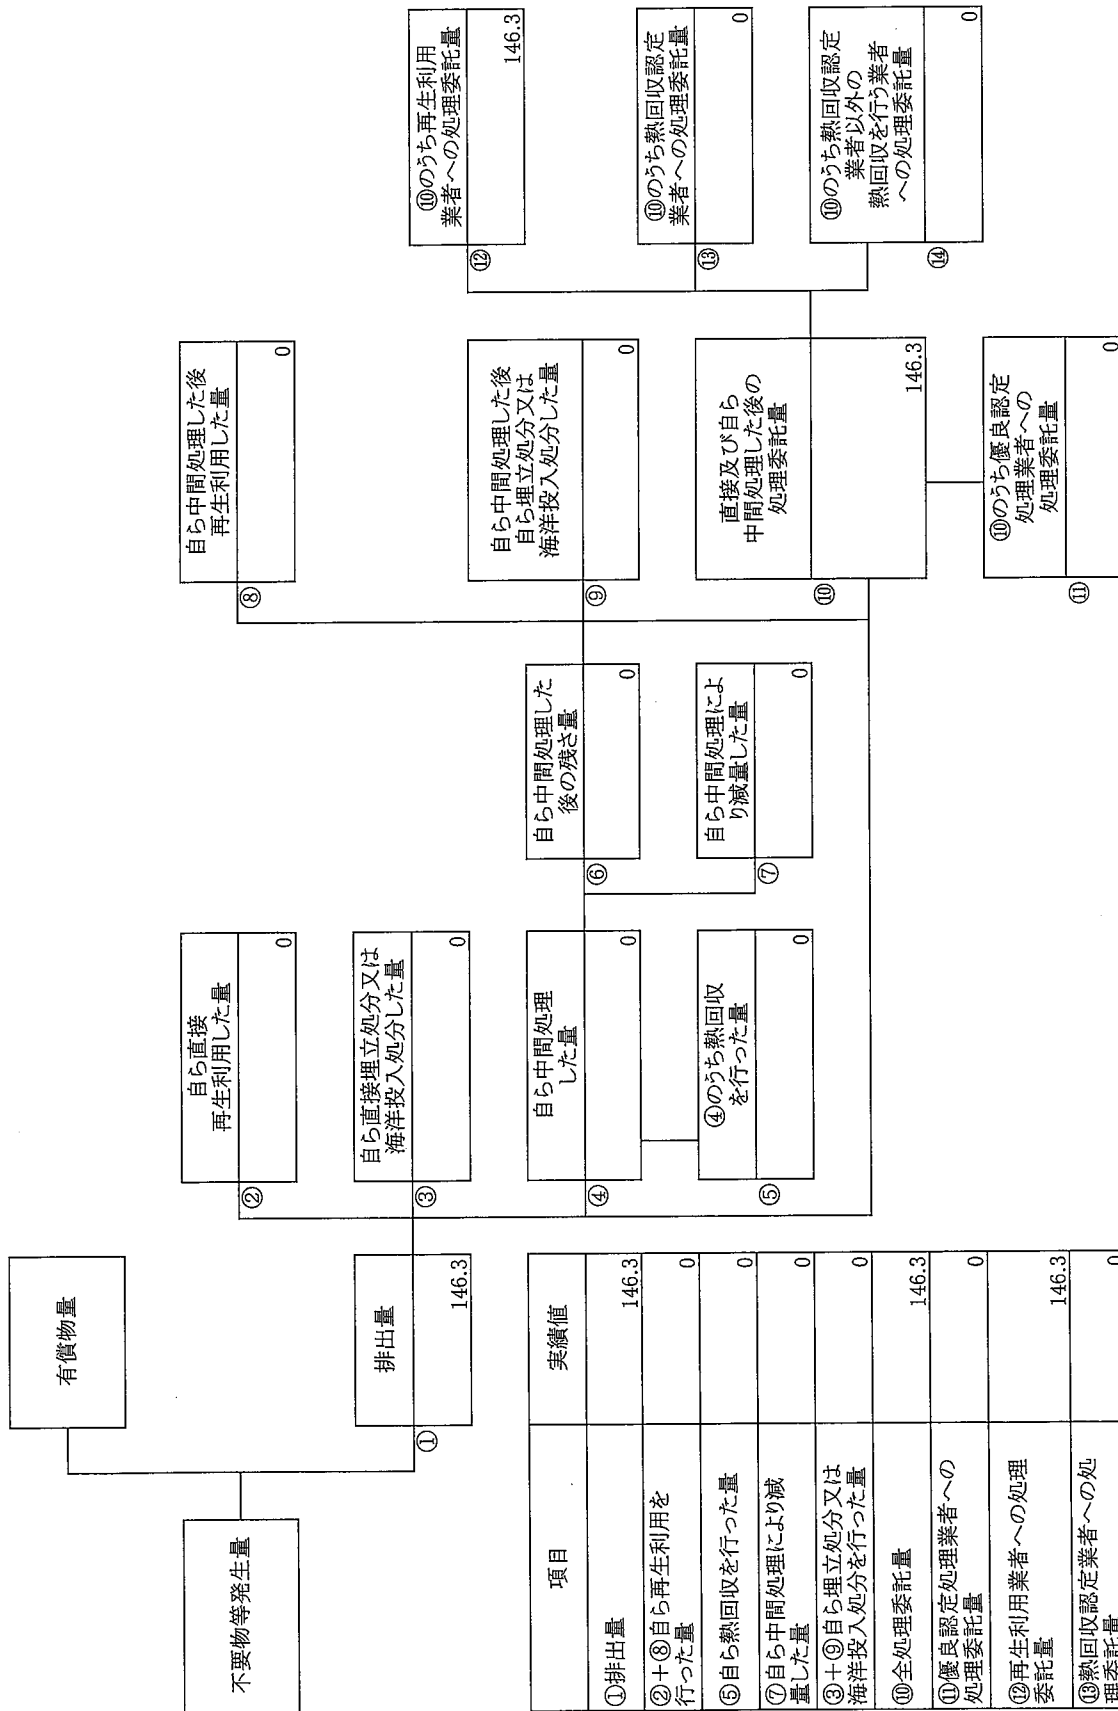 不要物等発生量
有償物量
排出量
①
146.3
自ら直接
再生利用した量
②
0
自ら直接埋立処分又は
海洋投入処分した量
③
0
自ら中間処理
した量
④
0
④のうち熱回収
を行った量
⑤
0
自ら中間処理した
後の残さ量
⑥
0
自ら中間処理によ
り減量した量
⑦
0
自ら中間処理した後
再生利用した量
⑧
0
自ら中間処理した後
自ら埋立処分又は
海洋投入処分した量
⑨
0
直接及び自ら
中間処理した後の
処理委託量
⑩
146.3
⑩のうち優良認定
処理業者への
処理委託量
⑪
0
⑩のうち再生利用
業者への処理委託量
⑫
146.3
⑩のうち熱回収認定
業者への処理委託量
⑬
0
⑩のうち熱回収認定
業者以外の
熱回収を行う業者
への処理委託量
⑭
0
項目 実績値
①排出量 146.3
②+⑧自ら再生利用を
行った量 0
⑤自ら熱回収を行った量 0
⑦自ら中間処理により減
量した量 0
③+⑨自ら埋立処分又は
海洋投入処分を行った量 0
⑩全処理委託量 146.3
⑪優良認定処理業者への
処理委託量 0
⑫再生利用業者への処理
委託量 146.3
⑬熱回収認定業者への処
理委託量 0